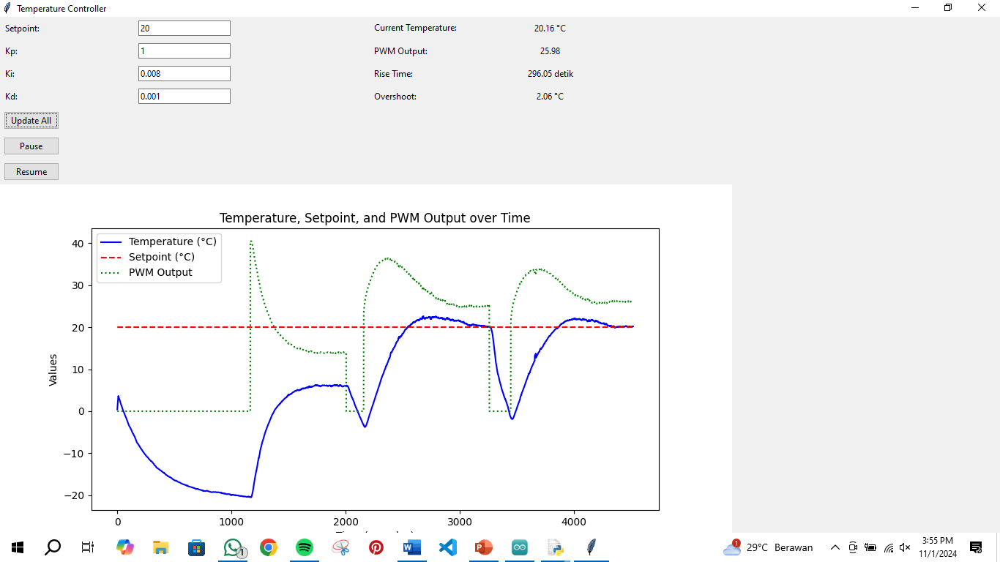 Temperature Controller
Setpoint: 20 Current Temperature: 20.16 °C
Kp: 1 PWM Output: 25.98
Ki: 0.008 Rise Time: 296.05 detik
Kd: 0.001 Overshoot: 2.06 °C
Update All
Pause
Resume
Temperature, Setpoint, and PWM Output over Time
Temperature (°C)
Setpoint (°C)
PWM Output
Values
40
30
20
10
0
−10
−20
0 1000 2000 3000 4000
1
1
29°C Berawan
3:55 PM
11/1/2024